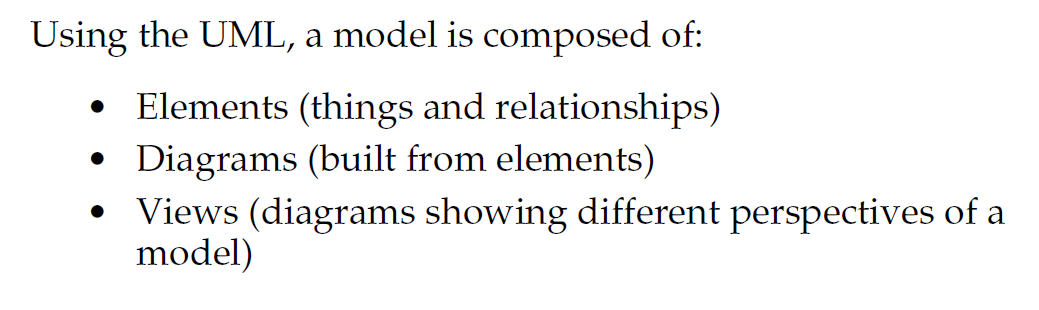 Using the UML, a model is composed of:
• Elements (things and relationships)
• Diagrams (built from elements)
• Views (diagrams showing different perspectives of a
model)